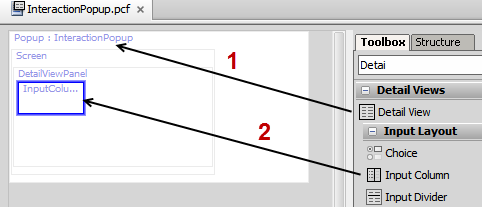 InteractionPopup.pcf
Popup : InteractionPopup
Screen
DetailViewPanel
InputColu...
1
2
Toolbox Structure
Detai
Detail Views
Detail View
Input Layout
Choice
Input Column
Input Divider